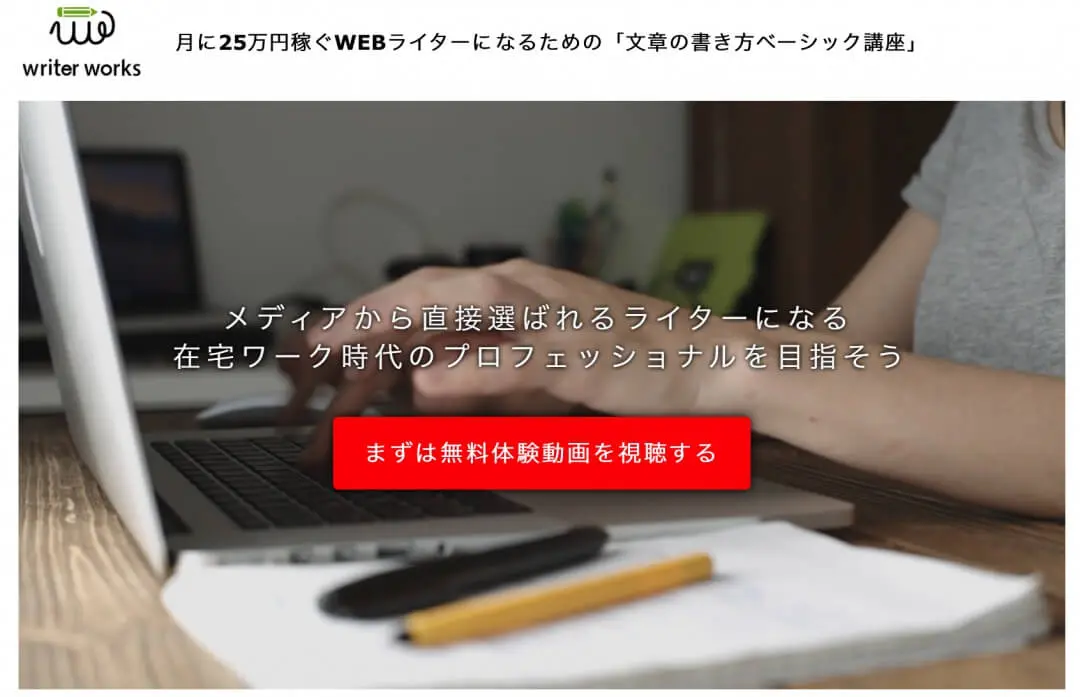 writer works
月に25万円稼ぐWEBライターになるための「文章の書き方ベーシック講座」
メディアから直接選ばれるライターになる
在宅ワーク時代のプロフェッショナルを目指そう
まずは無料体験動画を視聴する